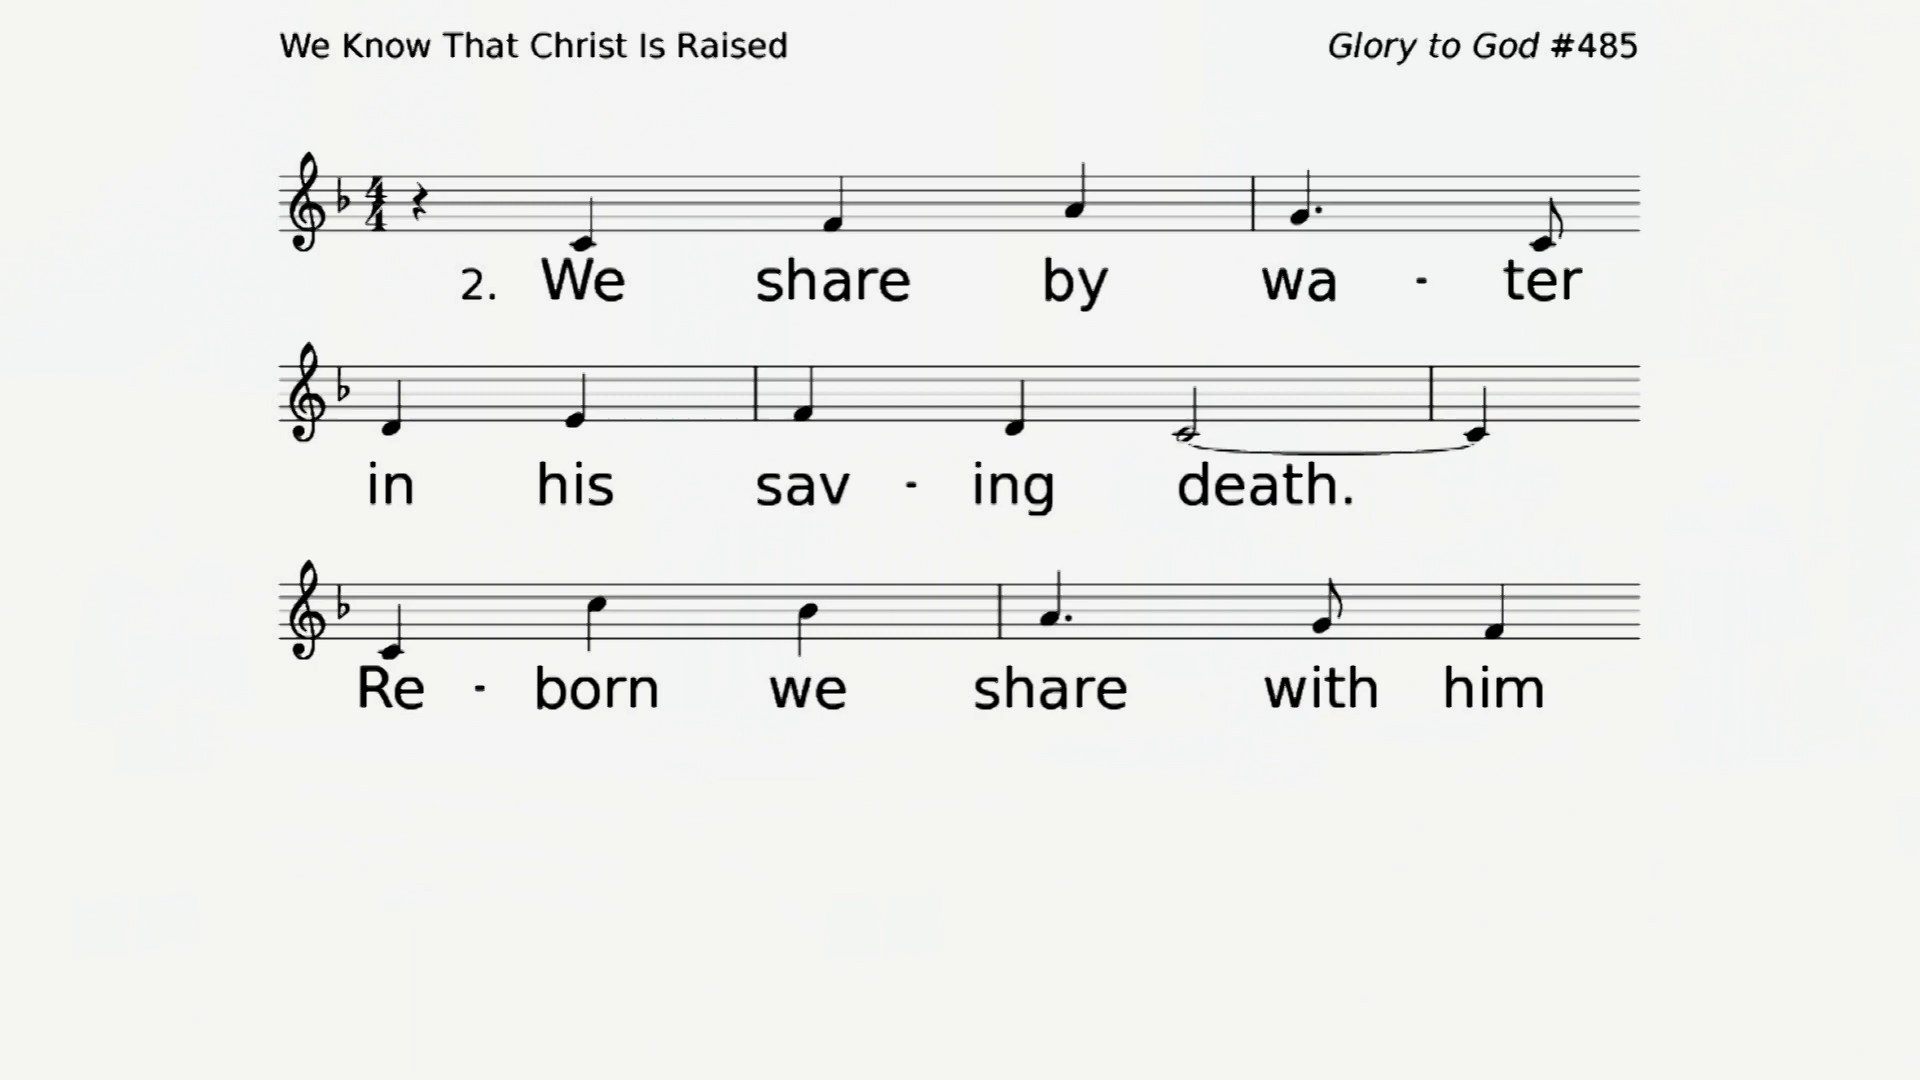 We Know That Christ Is Raised
Glory to God #485
2. We share by wa - ter
in his sav - ing death.
Re - born we share with him